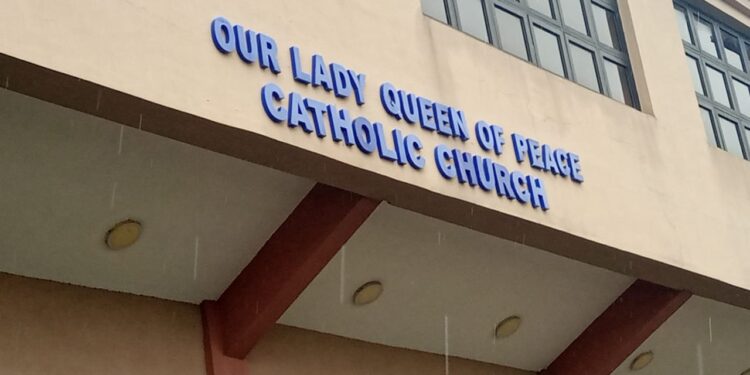 OUR LADY QUEEN OF PEACE
CATHOLIC CHURCH